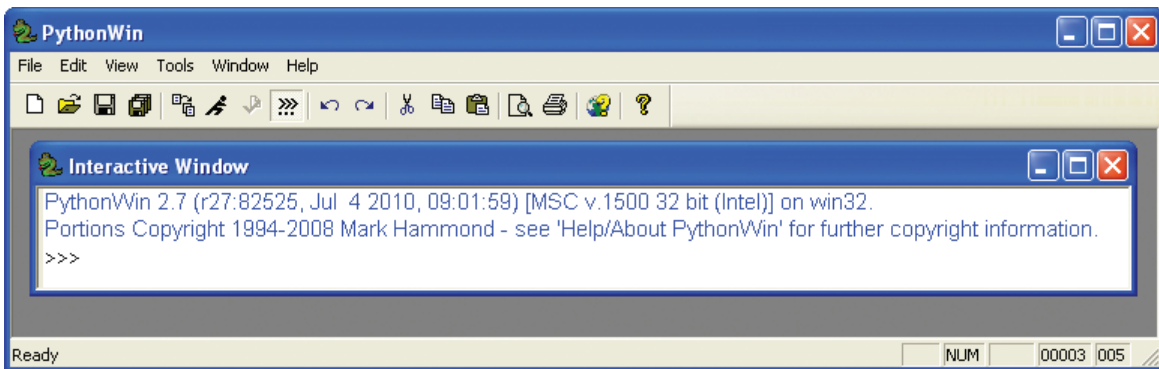 PythonWin
File Edit View Tools Window Help
Interactive Window
PythonWin 2.7 (r27:82525, Jul  4 2010, 09:01:59) [MSC v.1500 32 bit (Intel)] on win32.
Portions Copyright 1994-2008 Mark Hammond - see 'Help/About PythonWin' for further copyright information.
>>>
Ready NUM 00003 005